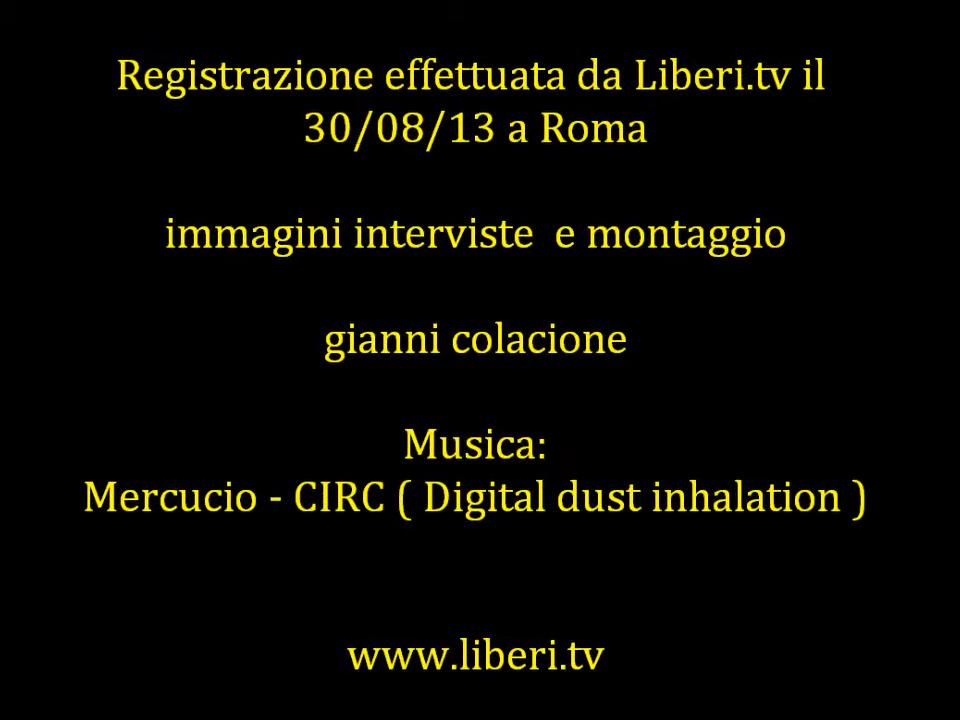 Registrazione effettuata da Liberi.tv il
30/08/13 a Roma
immagini interviste  e montaggio
gianni colacione
Musica:
Mercucio - CIRC ( Digital dust inhalation )
www.liberi.tv